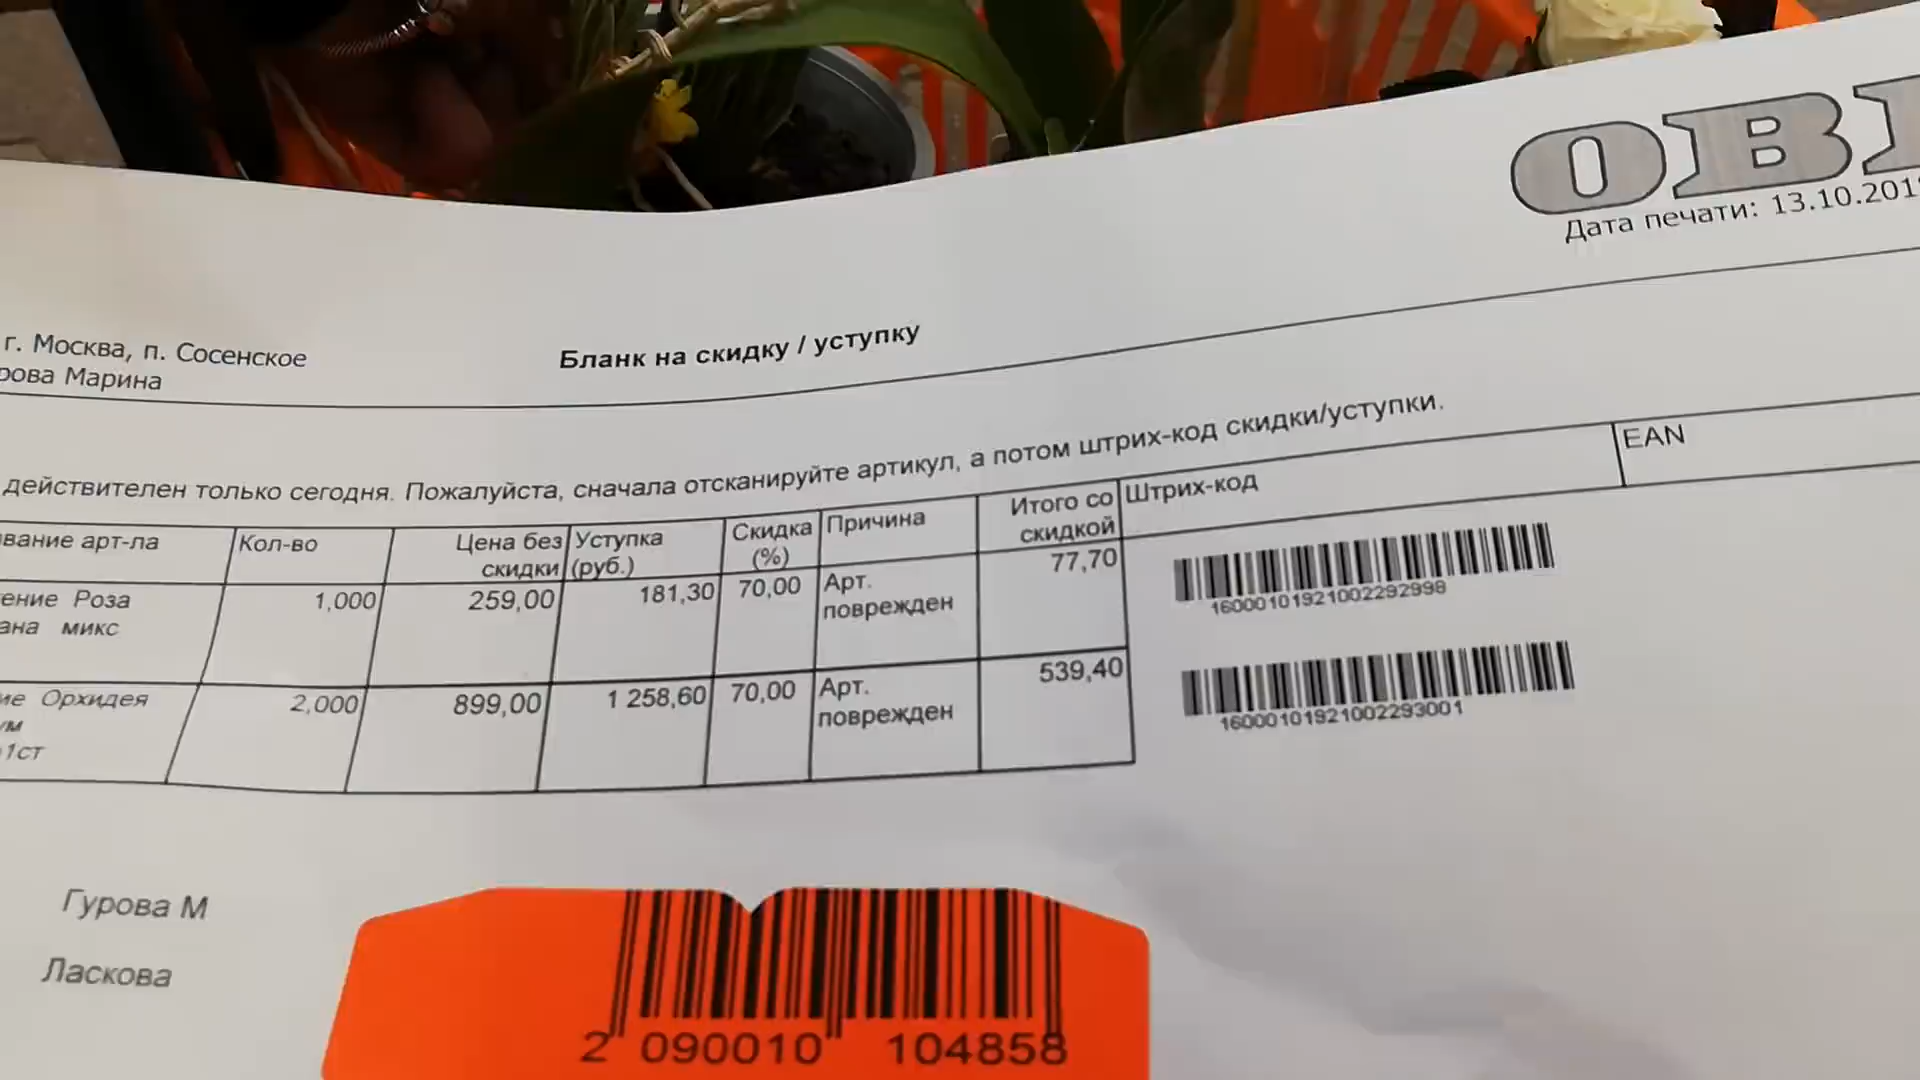 OBI
Дата печати: 13.10.201
г. Москва, п. Сосенское
рова Марина
Бланк на скидку / уступку
действителен только сегодня. Пожалуйста, сначала отсканируйте артикул, а потом штрих-код скидки/уступки.
вание арт-ла Кол-во Цена без скидки Уступка (руб.) Скидка (%) Причина Итого со скидкой Штрих-код EAN
ение Роза 1,000 259,00 181,30 70,00 Арт. 77,70
ана микс поврежден
16000101921002292998
ие Орхидея 2,000 899,00 1 258,60 70,00 Арт. 539,40
ум поврежден
1ст
16000101921002293001
Гурова М
Ласкова
2 090010 104858